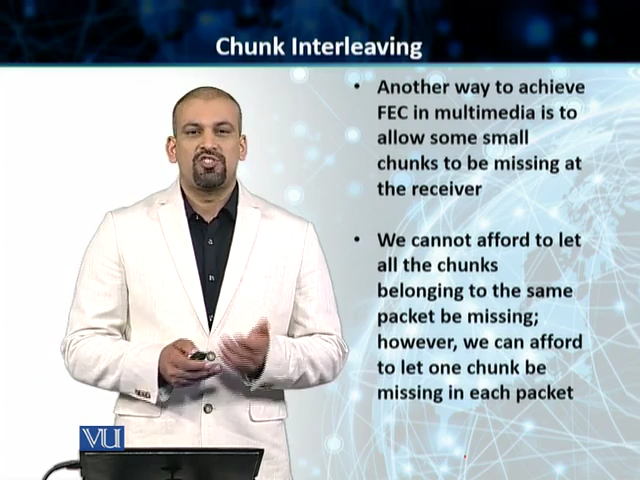 Chunk Interleaving
• Another way to achieve
FEC in multimedia is to
allow some small
chunks to be missing at
the receiver
• We cannot afford to let
all the chunks
belonging to the same
packet be missing;
however, we can afford
to let one chunk be
missing in each packet
VU